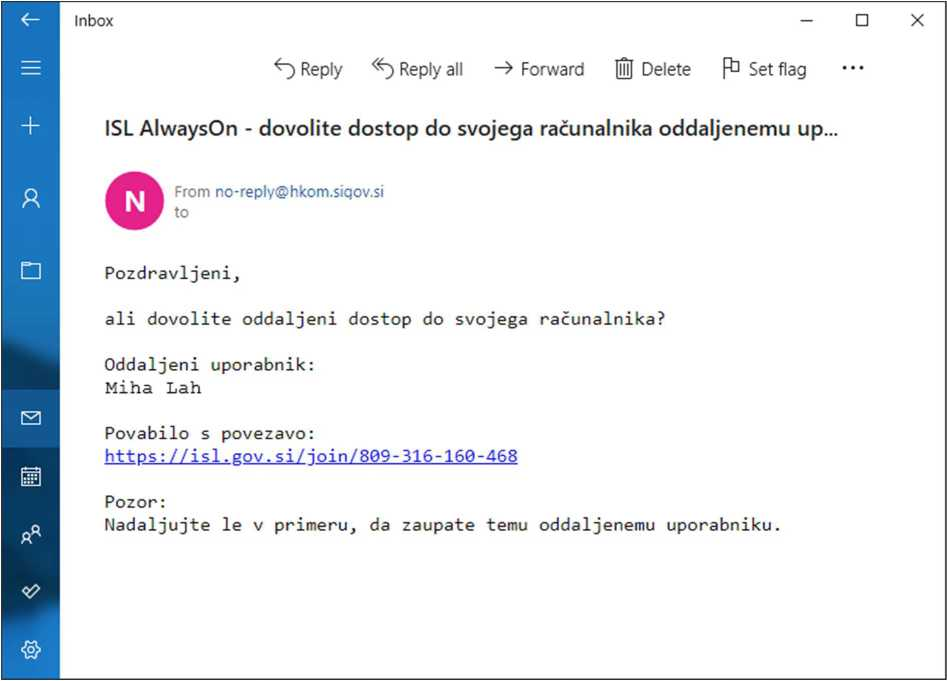 Inbox
Reply
Reply all
Forward
Delete
Set flag
ISL AlwaysOn - dovolite dostop do svojega računalnika oddaljenemu up...
N
From no-reply@hkom.sigov.si
to
Pozdravljeni,
ali dovolite oddaljeni dostop do svojega računalnika?
Oddaljeni uporabnik:
Miha Lah
Povabilo s povezavo:
https://isl.gov.si/join/809-316-160-468
Pozor:
Nadaljujte le v primeru, da zaupate temu oddaljenemu uporabniku.